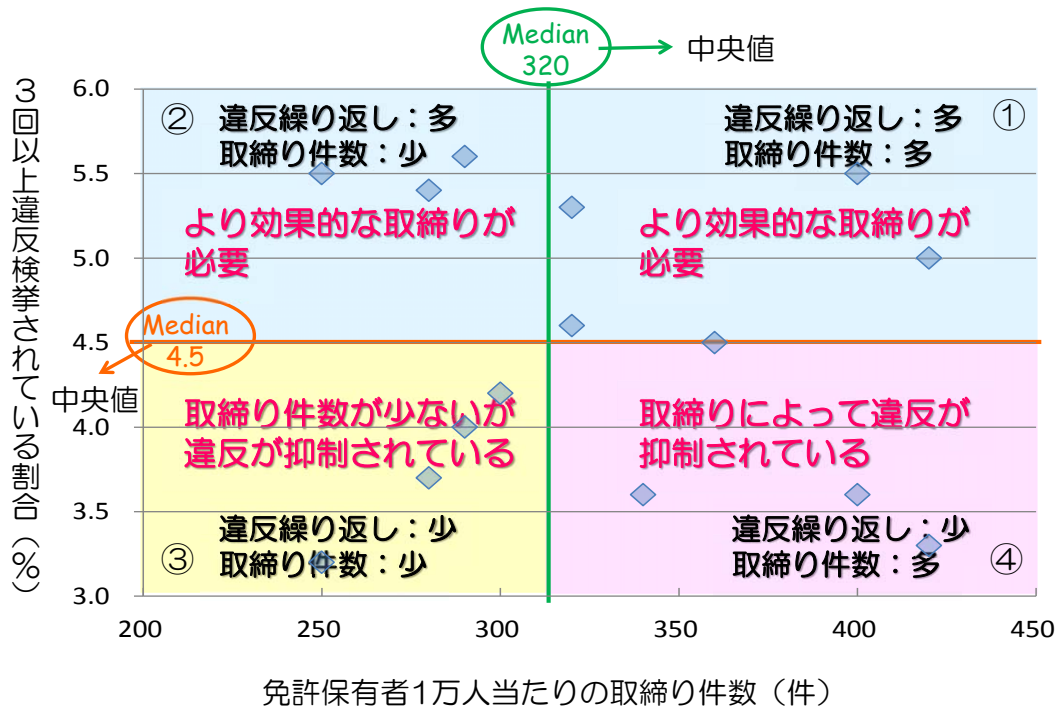 Median
320
中央値
3回以上違反検挙されている割合（%）
6.0
5.5
5.0
4.5
4.0
3.5
3.0
②
違反繰り返し：多
取締り件数：少
より効果的な取締りが
必要
①
違反繰り返し：多
取締り件数：多
より効果的な取締りが
必要
Median
4.5
中央値
取締り件数が少ないが
違反が抑制されている
③
違反繰り返し：少
取締り件数：少
取締りによって違反が
抑制されている
違反繰り返し：少
取締り件数：多
④
200
250
300
350
400
450
免許保有者1万人当たりの取締り件数（件）